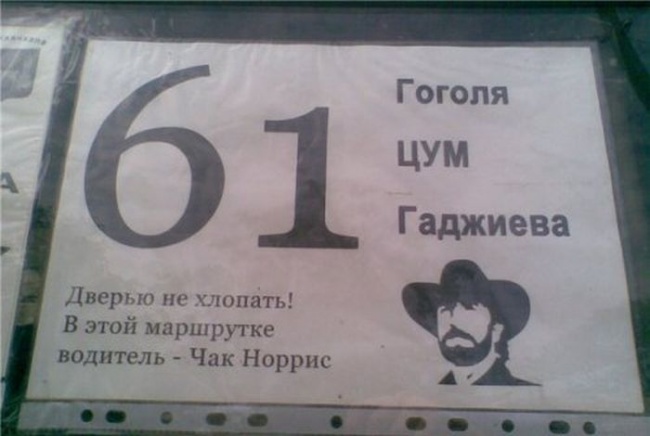 61
Гоголя
ЦУМ
Гаджиева
Дверью не хлопать!
В этой маршрутке
водитель - Чак Норрис
А